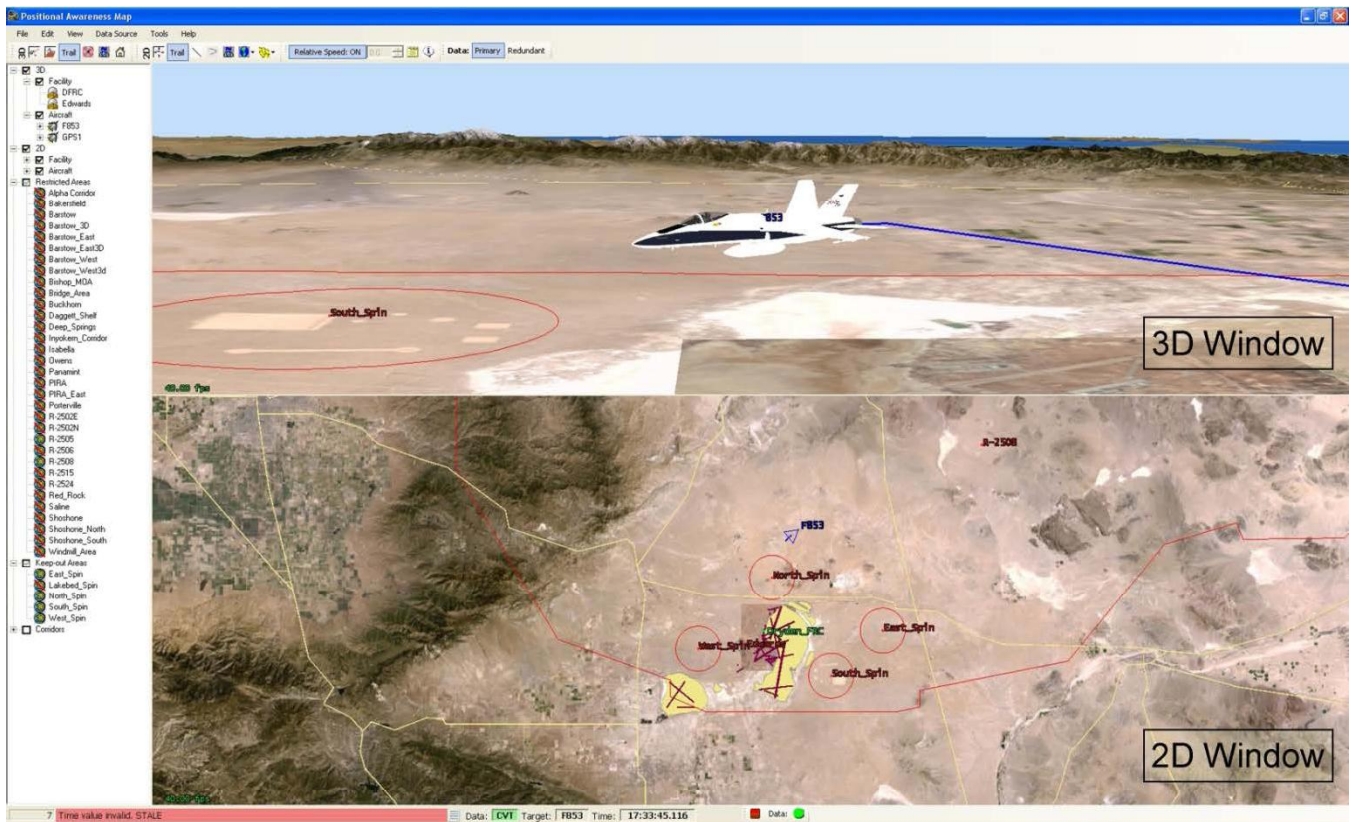 Positional Awareness Map
File Edit View Data Source Tools Help
Trail Trail Relative Speed: ON Data: Primary Redundant
3D
Facility
DFRC
Edwards
Aircraft
F853
GPS1
2D
Facility
Aircraft
Restricted Areas
Alpha Corridor
Bakersfield
Barstow
Barstow_3D
Barstow_East
Barstow_East3D
Barstow_West
Barstow_West3d
Bishop_MOA
Bridge_Area
Buckhorn
Daggett_Shelf
Deep_Springs
Inyokern_Corridor
Isabella
Owens
Panamint
PIRA
PIRA_East
Porterville
R-2502E
R-2502N
R-2505
R-2506
R-2508
R-2515
R-2524
Red_Rock
Saline
Shoshone
Shoshone_North
Shoshone_South
Windmill_Area
Keep-out Areas
East_Spin
Lakebed_Spin
North_Spin
South_Spin
West_Spin
Corridors
853
South_Spin
3D Window
R-2508
F853
North_Spin
Dryden_FRC
East_Spin
West_Spin
South_Spin
2D Window
7 Time value invalid. STALE Data: CVT Target: F853 Time: 17:33:45.116 Data: